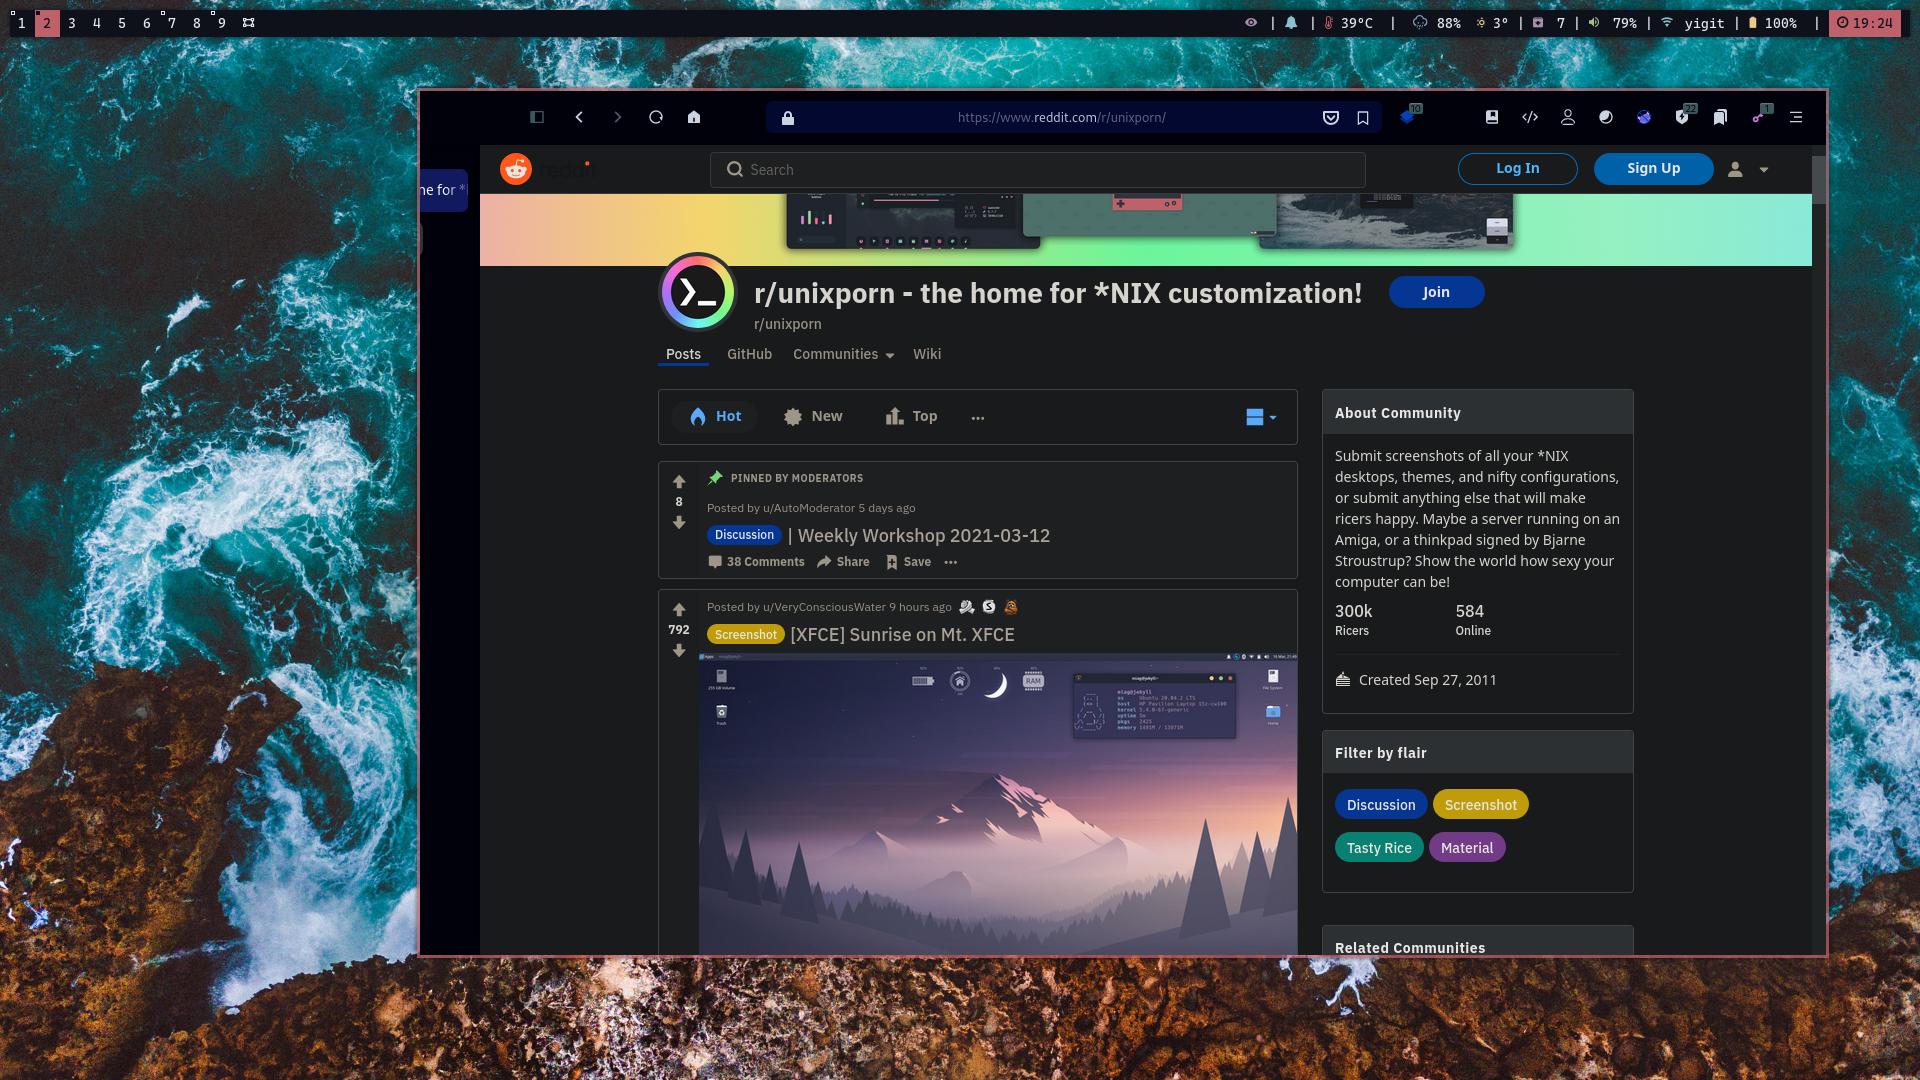 1 2 3 4 5 6 7 8 9
| | 39°C | 88% 3° | 7 | 79% | yigit | 100% | 19:24
https://www.reddit.com/r/unixporn/
10
22
1
me for *
reddit
Search
Log In
Sign Up
r/unixporn - the home for *NIX customization!
Join
r/unixporn
Posts GitHub Communities Wiki
Hot New Top ...
PINNED BY MODERATORS
8
Posted by u/AutoModerator 5 days ago
Discussion | Weekly Workshop 2021-03-12
38 Comments Share Save ...
Posted by u/VeryConsciousWater 9 hours ago
792
Screenshot [XFCE] Sunrise on Mt. XFCE
RAM
Trash
Home
File System
About Community
Submit screenshots of all your *NIX
desktops, themes, and nifty configurations,
or submit anything else that will make
ricers happy. Maybe a server running on an
Amiga, or a thinkpad signed by Bjarne
Stroustrup? Show the world how sexy your
computer can be!
300k 584
Ricers Online
Created Sep 27, 2011
Filter by flair
Discussion Screenshot
Tasty Rice Material
Related Communities